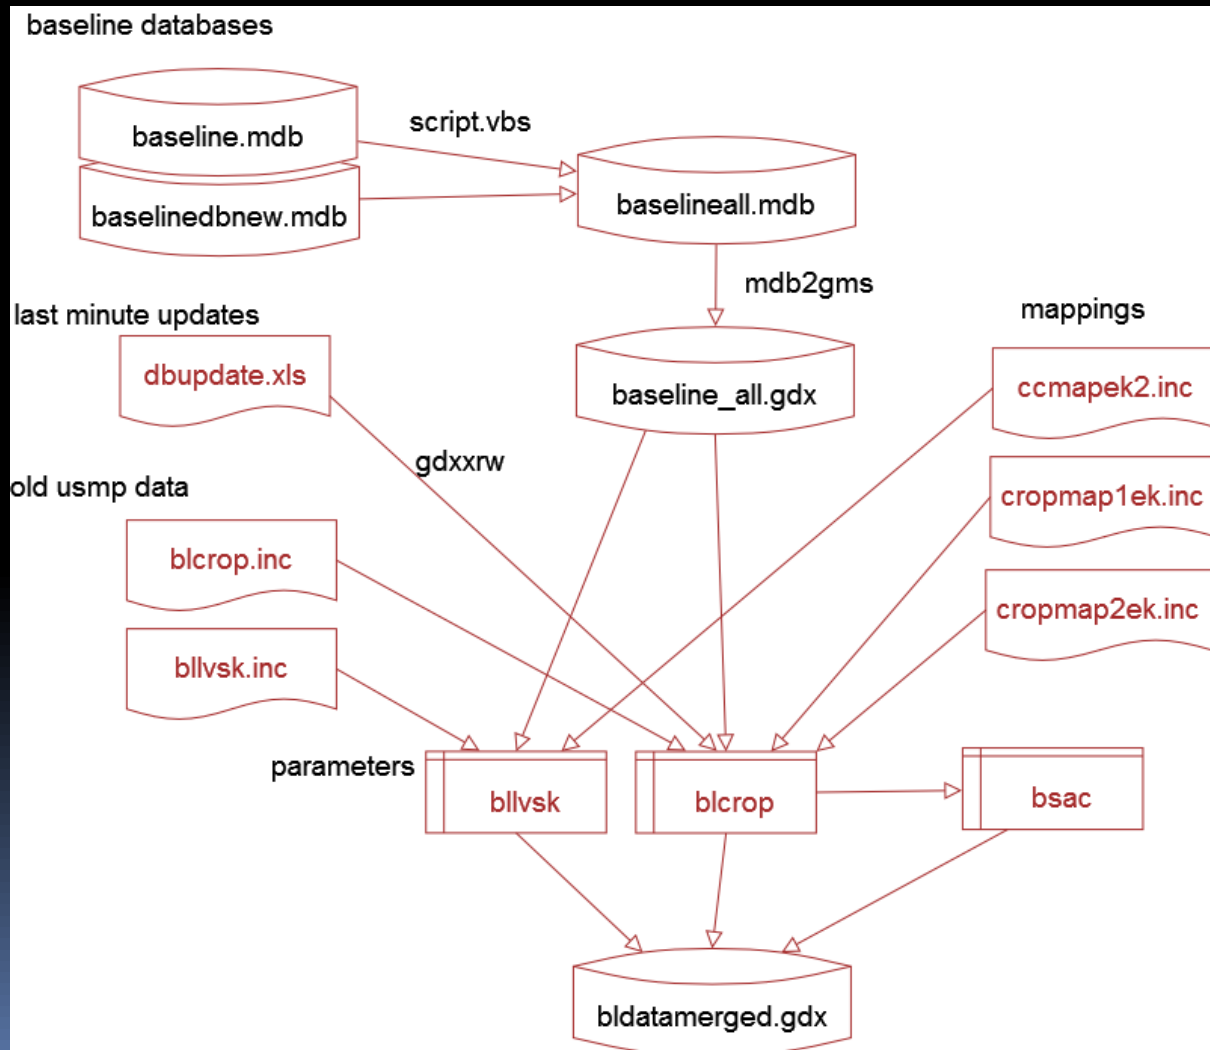 baseline databases
baseline.mdb
script.vbs
baselinedbnew.mdb
baselineall.mdb
mdb2gms
last minute updates
mappings
dbupdate.xls
baseline_all.gdx
ccmapek2.inc
gdxxrw
old usmp data
cropmap1ek.inc
blcrop.inc
cropmap2ek.inc
bllvsk.inc
parameters
bllvsk
blcrop
bsac
bldatamerged.gdx